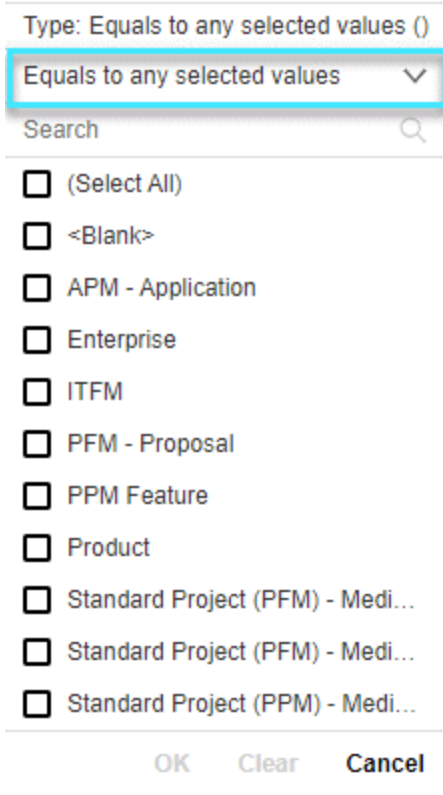 Type: Equals to any selected values ()
Equals to any selected values
Search
(Select All)
<Blank>
APM - Application
Enterprise
ITFM
PFM - Proposal
PPM Feature
Product
Standard Project (PFM) - Medi...
Standard Project (PFM) - Medi...
Standard Project (PPM) - Medi...
OK Clear Cancel